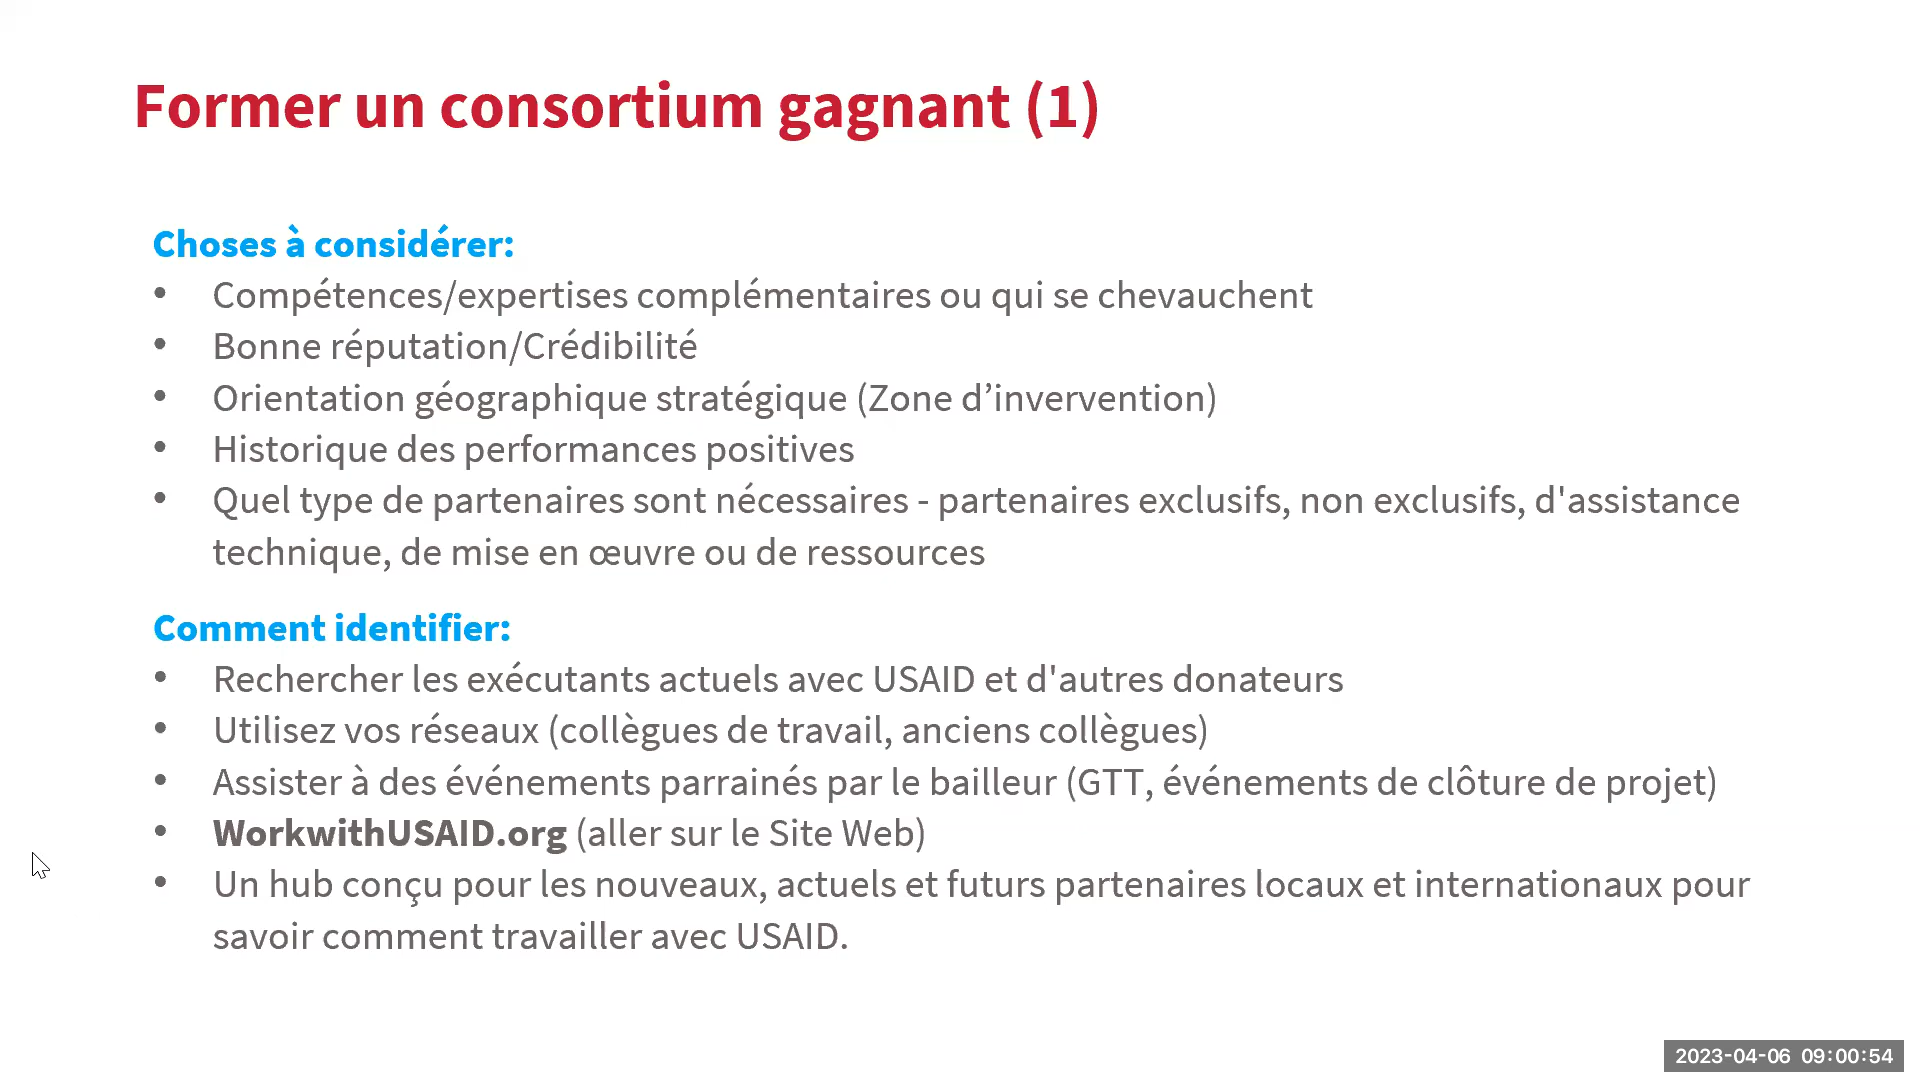 Former un consortium gagnant (1)
Choses à considérer:
• Compétences/expertises complémentaires ou qui se chevauchent
• Bonne réputation/Crédibilité
• Orientation géographique stratégique (Zone d’invervention)
• Historique des performances positives
• Quel type de partenaires sont nécessaires - partenaires exclusifs, non exclusifs, d'assistance
technique, de mise en œuvre ou de ressources
Comment identifier:
• Rechercher les exécutants actuels avec USAID et d'autres donateurs
• Utilisez vos réseaux (collègues de travail, anciens collègues)
• Assister à des événements parrainés par le bailleur (GTT, événements de clôture de projet)
• WorkwithUSAID.org (aller sur le Site Web)
• Un hub conçu pour les nouveaux, actuels et futurs partenaires locaux et internationaux pour
savoir comment travailler avec USAID.
2023-04-06 09:00:54